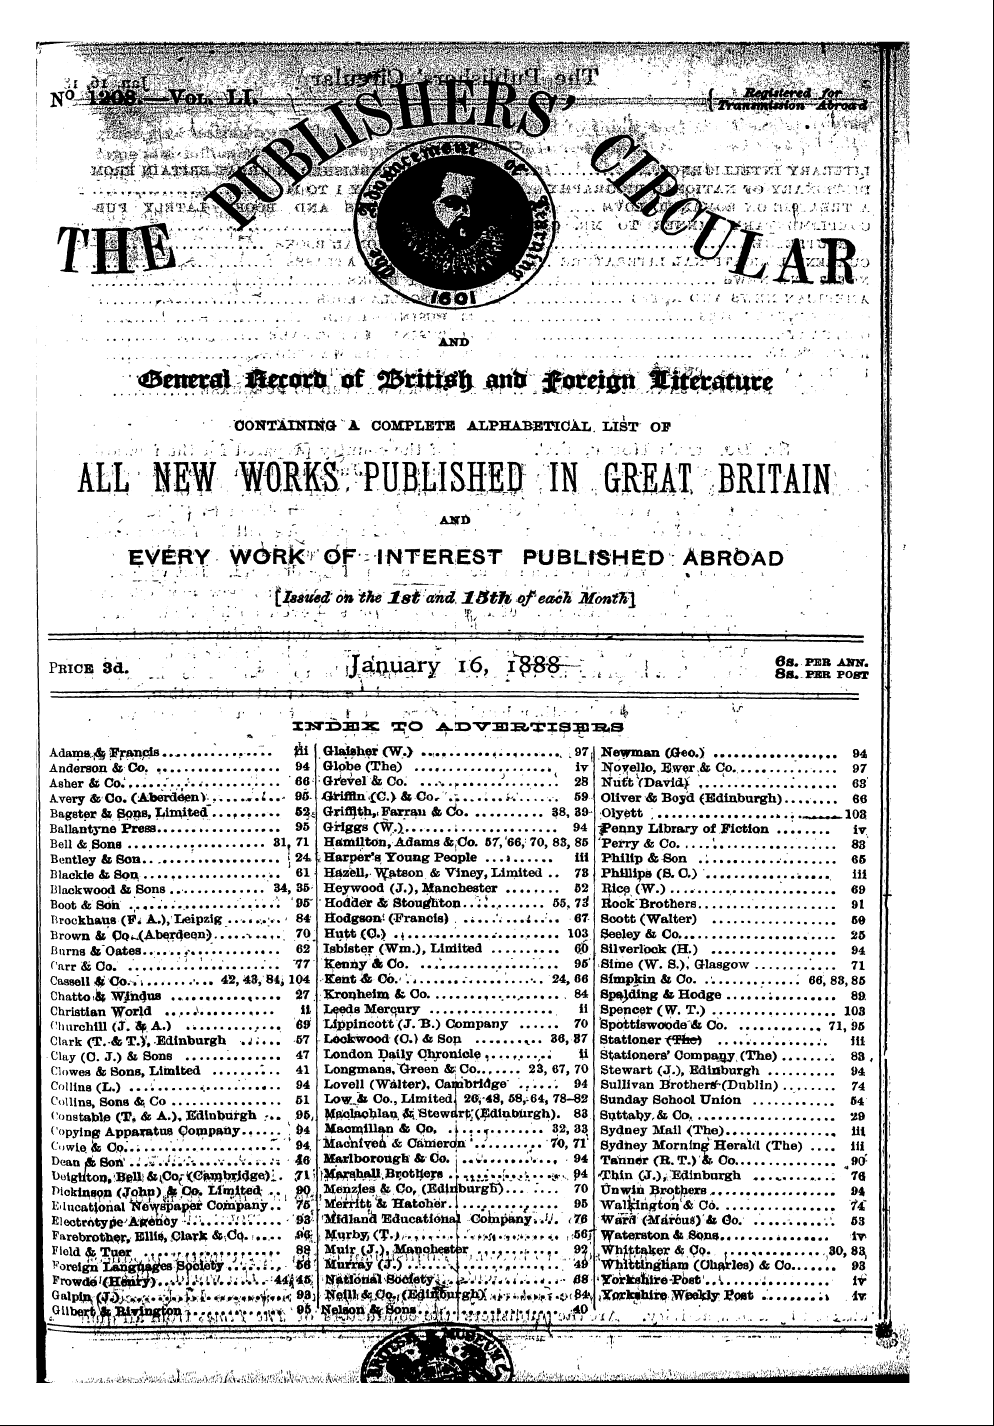 No 1208.—Vol. LI.
Registered for
Transmission Abroad
THE PUBLISHERS' CIRCULAR
The Advancement of Learning
1601
AND
General Record of British and Foreign Literature
CONTAINING A COMPLETE ALPHABETICAL LIST OF
ALL NEW WORKS PUBLISHED IN GREAT BRITAIN
AND
EVERY WORK OF INTEREST PUBLISHED ABROAD
[Issued on the 1st and 15th of each Month]
PRICE 3d.
January 16, 1888
6s. PER ANN.
8s. PER POST
INDEX TO ADVERTISERS
Adams & Francis ............... iii
Anderson & Co. ............... 94
Asher & Co. ............... 66
Avery & Co. (Aberdeen) ............... 95
Bagster & Sons, Limited ............... 52
Ballantyne Press ............... 95
Bell & Sons ............... 31, 71
Bentley & Son ............... 24
Blackie & Son ............... 61
Blackwood & Sons ............... 34, 35
Boot & Son ............... 95
Brockhaus (F. A.), Leipzig ............... 84
Brown & Co. (Aberdeen) ............... 70
Burns & Oates ............... 62
Carr & Co. ............... 77
Cassell & Co. ............... 42, 43, 84, 104
Chatto & Windus ............... 27
Christian World ............... ii
Churchill (J. & A.) ............... 69
Clark (T. & T.), Edinburgh ............... 57
Clay (C. J.) & Sons ............... 47
Clowes & Sons, Limited ............... 41
Collins (L.) ............... 94
Collins, Sons & Co ............... 51
Constable (T. & A.), Edinburgh ... 95
Copying Apparatus Company ...... 94
Cowie & Co. ............... 94
Dean & Son ............... 46
Deighton, Bell & Co. (Cambridge) .. 71
Dickinson (John) & Co. Limited .. 90
Educational Newspaper Company .. 75
Electrotype Agency ............... 93
Farebrother, Ellis, Clark & Co. .... 96
Field & Tuer ............... 88
Foreign Languages Society ...... 56
Frowde (Henry) ............... 44, 45
Galpin (J.) ............... 93
Gilbert & Rivington ............... 95
Glaisher (W.) ............... 97
Globe (The) ............... iv
Grevel & Co. ............... 28
Griffin (C.) & Co. ............... 59
Griffith, Farran & Co. ............... 38, 39
Griggs (W.) ............... 94
Hamilton, Adams & Co. 57, 66, 70, 83, 85
Harper's Young People ............... iii
Hazell, Watson & Viney, Limited .. 73
Heywood (J.), Manchester ........ 52
Hodder & Stoughton ............... 55, 73
Hodgson (Francis) ............... 67
Hutt (C.) ............... 103
Isbister (Wm.), Limited ............... 60
Kenny & Co. ............... 95
Kent & Co. ............... 24, 66
Kronheim & Co. ............... 84
Leeds Mercury ............... ii
Lippincott (J. B.) Company ...... 70
Lockwood (C.) & Son ............... 36, 37
London Daily Chronicle ............... ii
Longmans, Green & Co. ....... 23, 67, 70
Lovell (Walter), Cambridge ...... 94
Low & Co., Limited 26, 48, 58, 64, 78–82
Maclachlan & Stewart (Edinburgh). 83
Macmillan & Co. ............... 32, 33
Macniven & Cameron ............... 70, 71
Marlborough & Co. ............... 94
Marshall Brothers ............... 94
Menzies & Co. (Edinburgh) ...... 70
Merritt & Hatcher ............... 95
Midland Educational Company .... 76
Murby (T.) ............... 56
Muir (J.), Manchester ............... 92
Murray (J.) ............... 49
National Society ............... 68
Neill & Co. (Edinburgh) ............... 84
Nelson & Sons ............... 40
Newman (Geo.) ............... 94
Novello, Ewer & Co. ............... 97
Nutt (David) ............... 63
Oliver & Boyd (Edinburgh) ........ 66
Olyett ............... 103
Penny Library of Fiction ........ iv
Perry & Co. ............... 83
Philip & Son ............... 65
Phillips (S. C.) ............... iii
Rice (W.) ............... 69
Rock Brothers ............... 91
Scott (Walter) ............... 50
Seeley & Co. ............... 25
Silverlock (H.) ............... 94
Sime (W. S.), Glasgow ............... 71
Simpkin & Co. ............... 66, 83, 85
Spalding & Hodge ............... 89
Spencer (W. T.) ............... 103
Spottiswoode & Co. ............... 71, 95
Stationer (The) ............... iii
Stationers' Company (The) ........ 83
Stewart (J.), Edinburgh ............... 94
Sullivan Brothers (Dublin) ........ 74
Sunday School Union ............... 54
Suttaby & Co. ............... 29
Sydney Mail (The) ............... iii
Sydney Morning Herald (The) .... iii
Tanner (R. T.) & Co. ............... 90
Thin (J.), Edinburgh ............... 76
Unwin Brothers ............... 94
Walkington & Co. ............... 74
Ward (Marcus) & Co. ............... 53
Waterston & Sons ............... iv
Whittaker & Co. ............... 30, 83
Whittingham (Charles) & Co. ...... 93
Yorkshire Post ............... iv
Yorkshire Weekly Post ............... iv
BRITISH MUSEUM